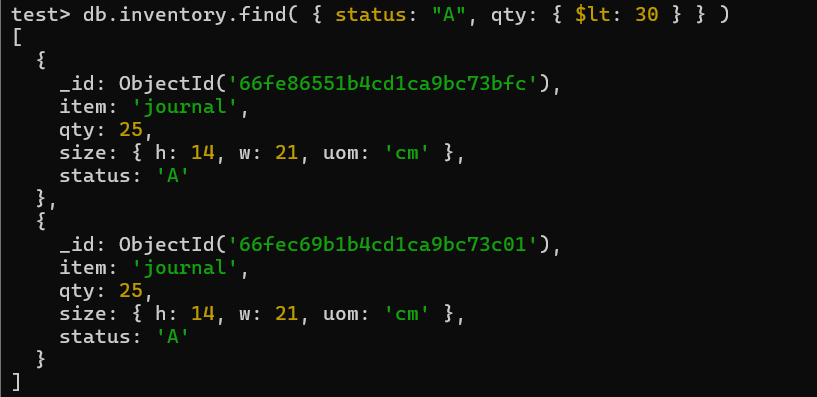 test> db.inventory.find( { status: "A", qty: { $lt: 30 } } )
[
  {
    _id: ObjectId('66fe86551b4cd1ca9bc73bfc'),
    item: 'journal',
    qty: 25,
    size: { h: 14, w: 21, uom: 'cm' },
    status: 'A'
  },
  {
    _id: ObjectId('66fec69b1b4cd1ca9bc73c01'),
    item: 'journal',
    qty: 25,
    size: { h: 14, w: 21, uom: 'cm' },
    status: 'A'
  }
]